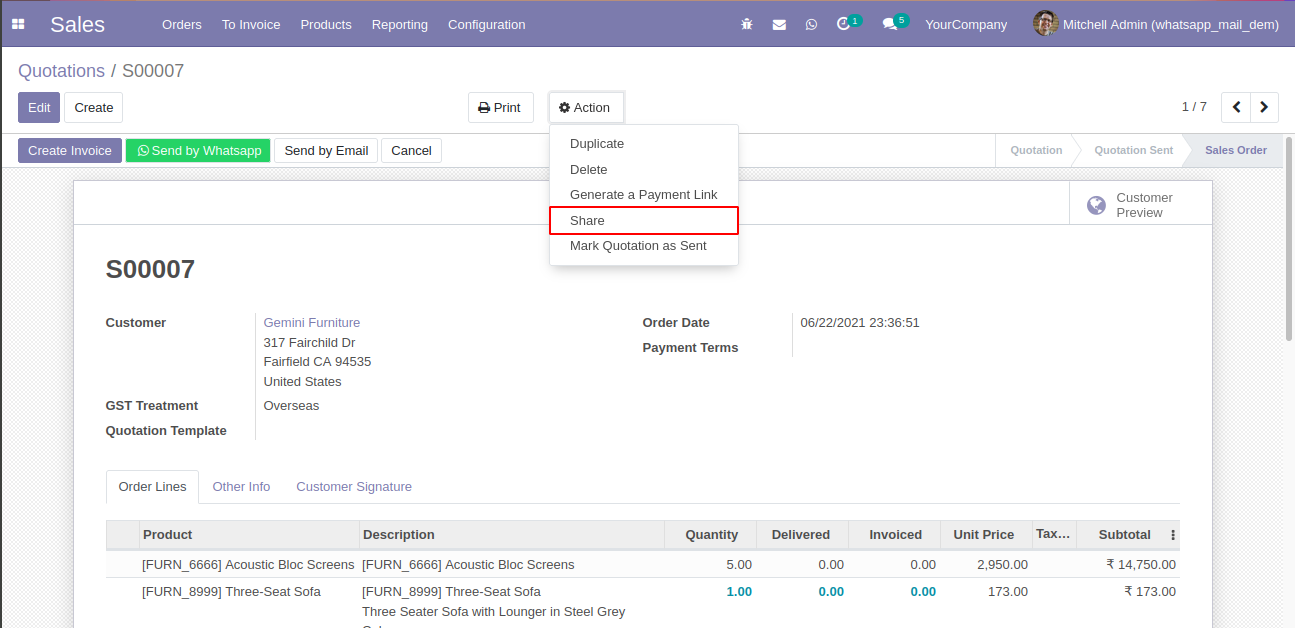 Sales Orders To Invoice Products Reporting Configuration 1 5 YourCompany Mitchell Admin (whatsapp_mail_dem)
Quotations / S00007
Edit Create Print Action 1 / 7
Duplicate
Delete
Generate a Payment Link
Share
Mark Quotation as Sent
Create Invoice Send by Whatsapp Send by Email Cancel Quotation Quotation Sent Sales Order
Customer
Preview
S00007
Customer Gemini Furniture
317 Fairchild Dr
Fairfield CA 94535
United States
GST Treatment Overseas
Quotation Template
Order Date 06/22/2021 23:36:51
Payment Terms
Order Lines Other Info Customer Signature
Product Description Quantity Delivered Invoiced Unit Price Tax… Subtotal
[FURN_6666] Acoustic Bloc Screens [FURN_6666] Acoustic Bloc Screens 5.00 0.00 0.00 2,950.00 ₹ 14,750.00
[FURN_8999] Three-Seat Sofa [FURN_8999] Three-Seat Sofa 1.00 0.00 0.00 173.00 ₹ 173.00
Three Seater Sofa with Lounger in Steel Grey